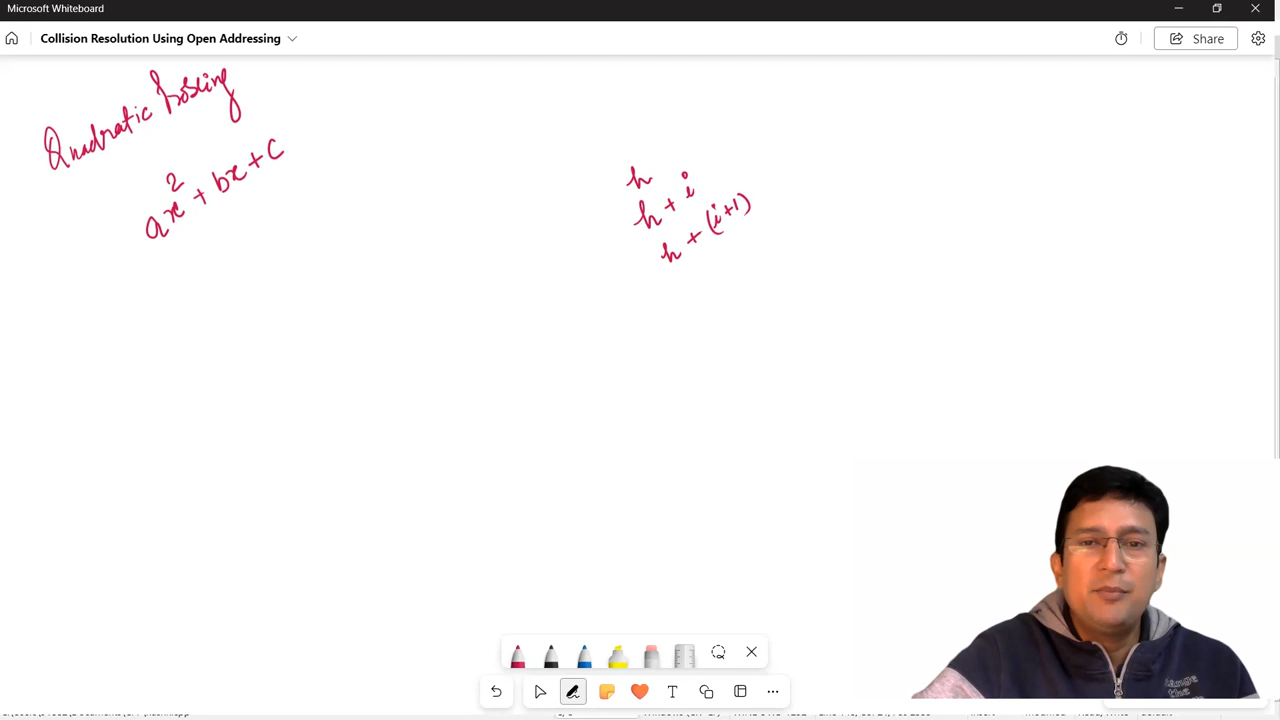 Microsoft Whiteboard
Collision Resolution Using Open Addressing
Share
Quadratic Probing
ax² + bx + c
h
h + i
h + (i+1)
T